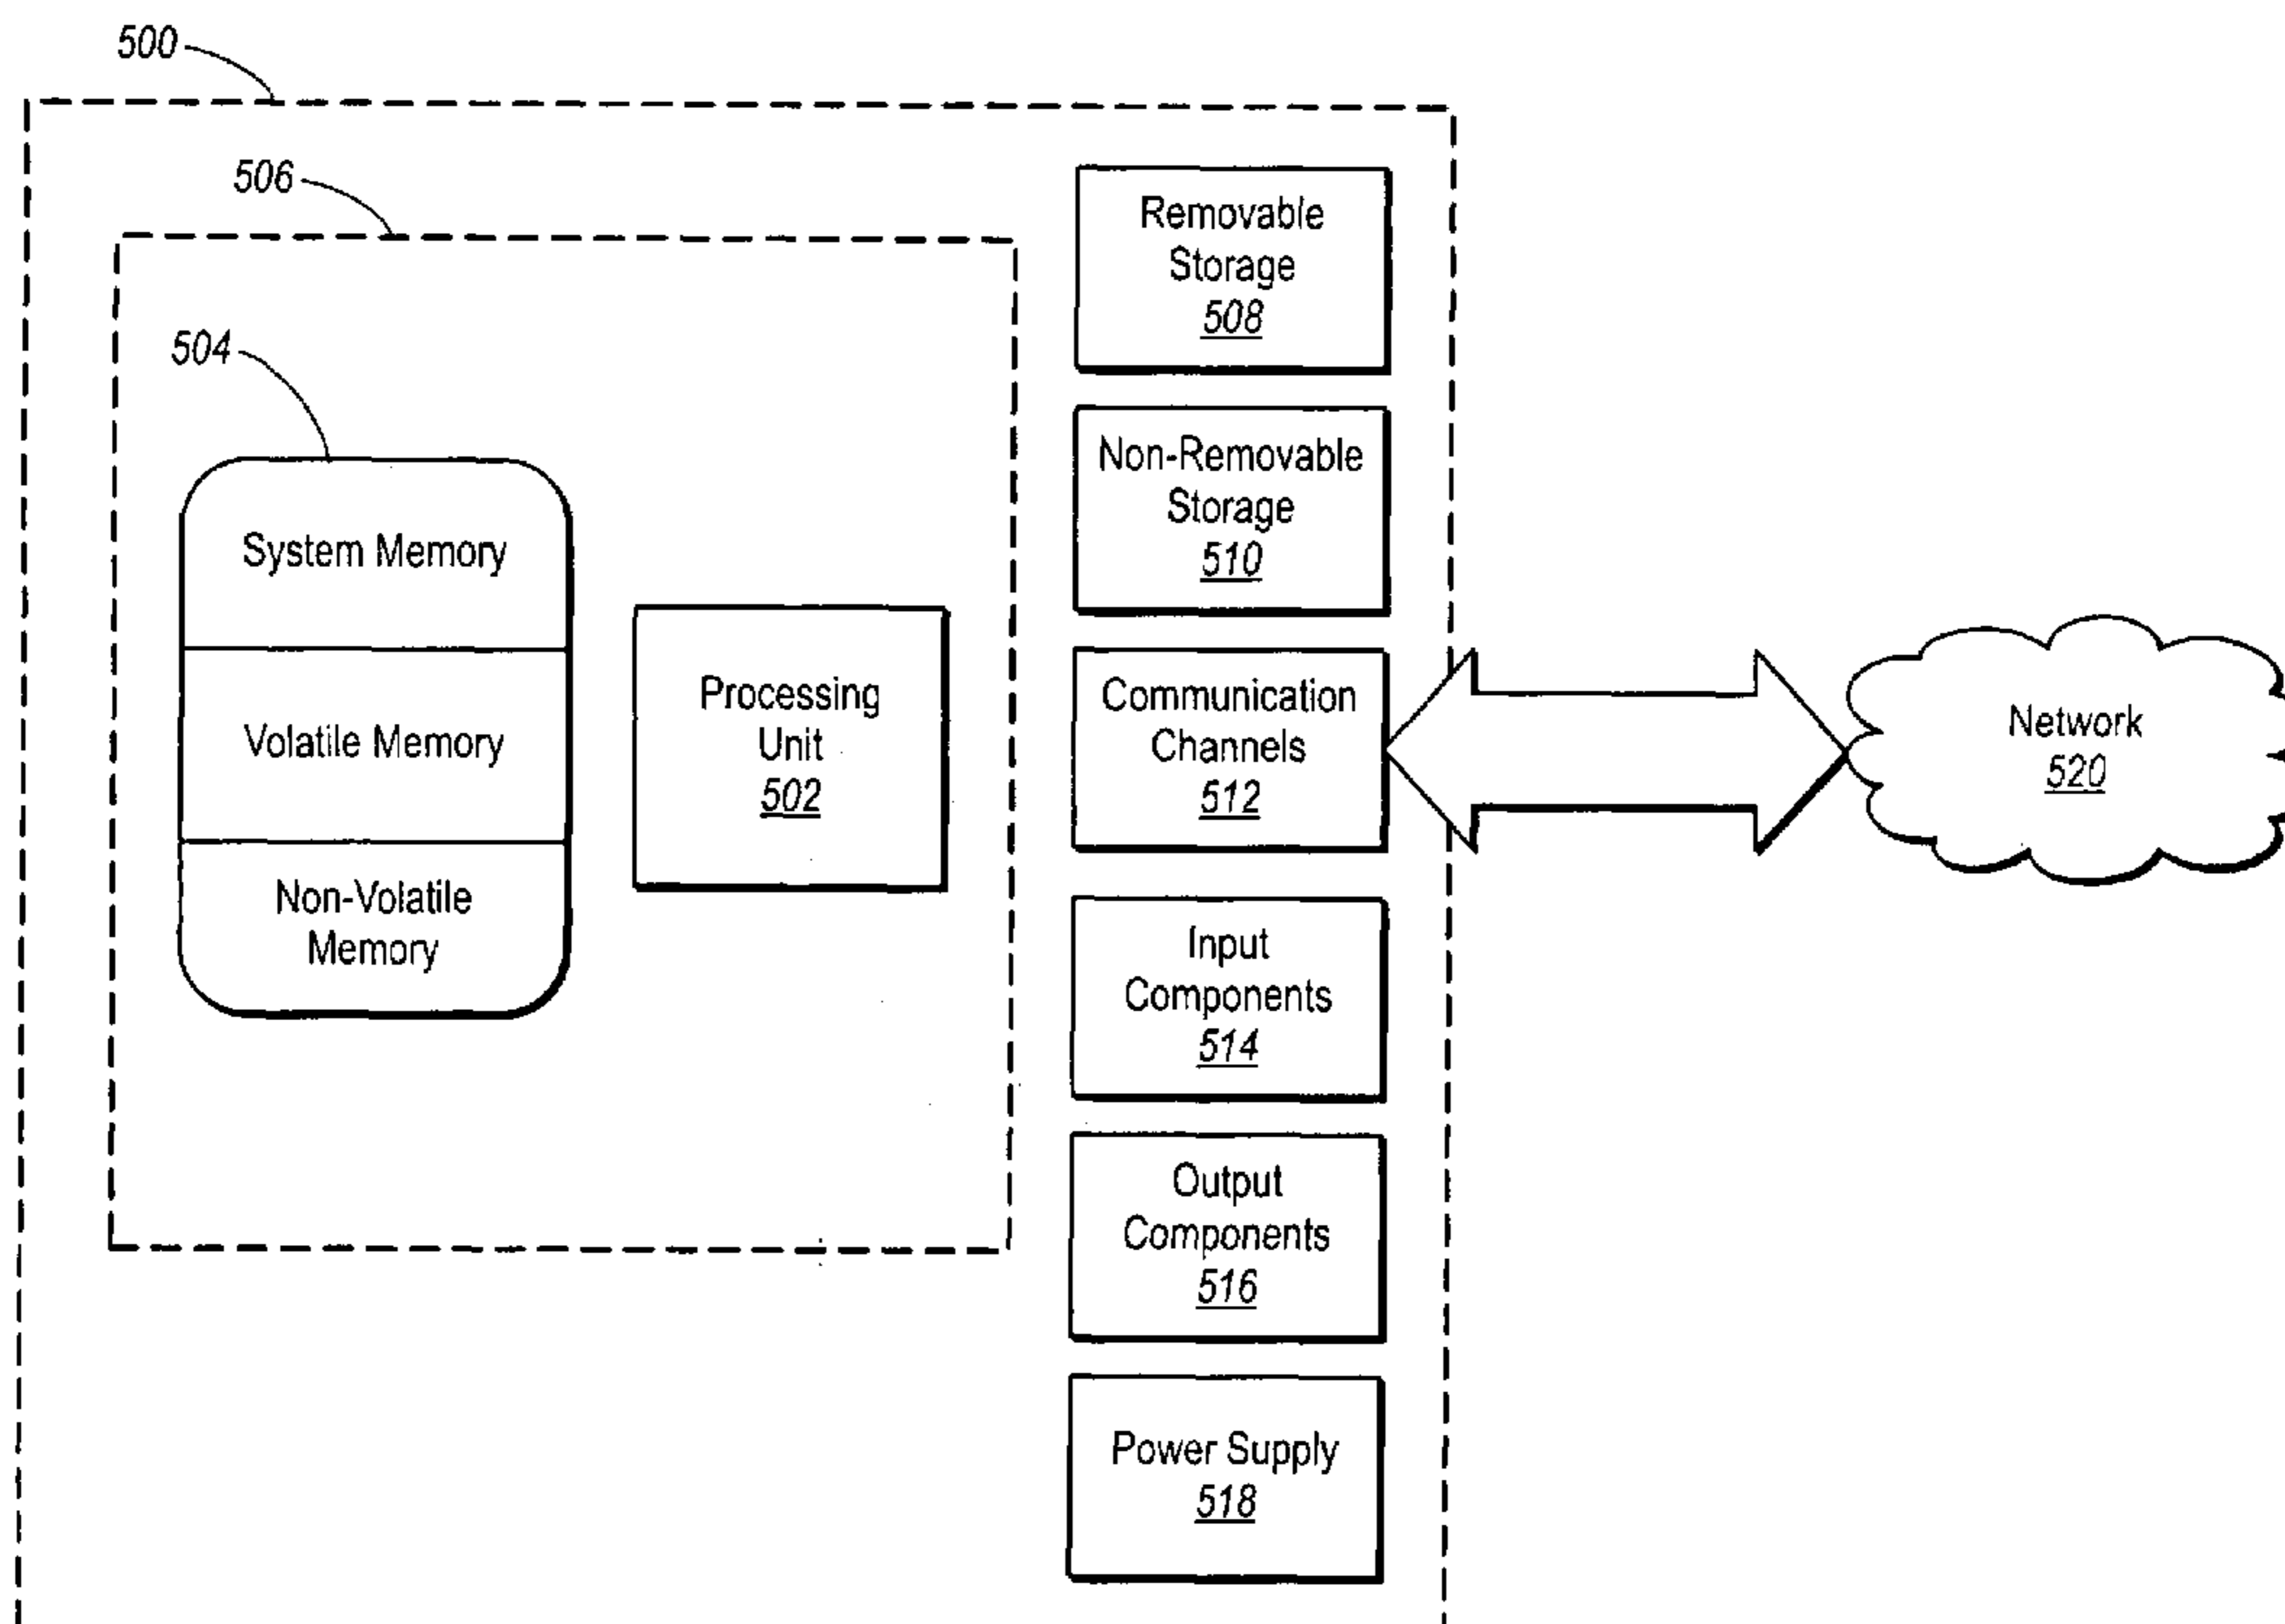 500
506
504
System Memory
Volatile Memory
Non-Volatile
Memory
Processing
Unit
502
Removable
Storage
508
Non-Removable
Storage
510
Communication
Channels
512
Input
Components
514
Output
Components
516
Power Supply
518
Network
520